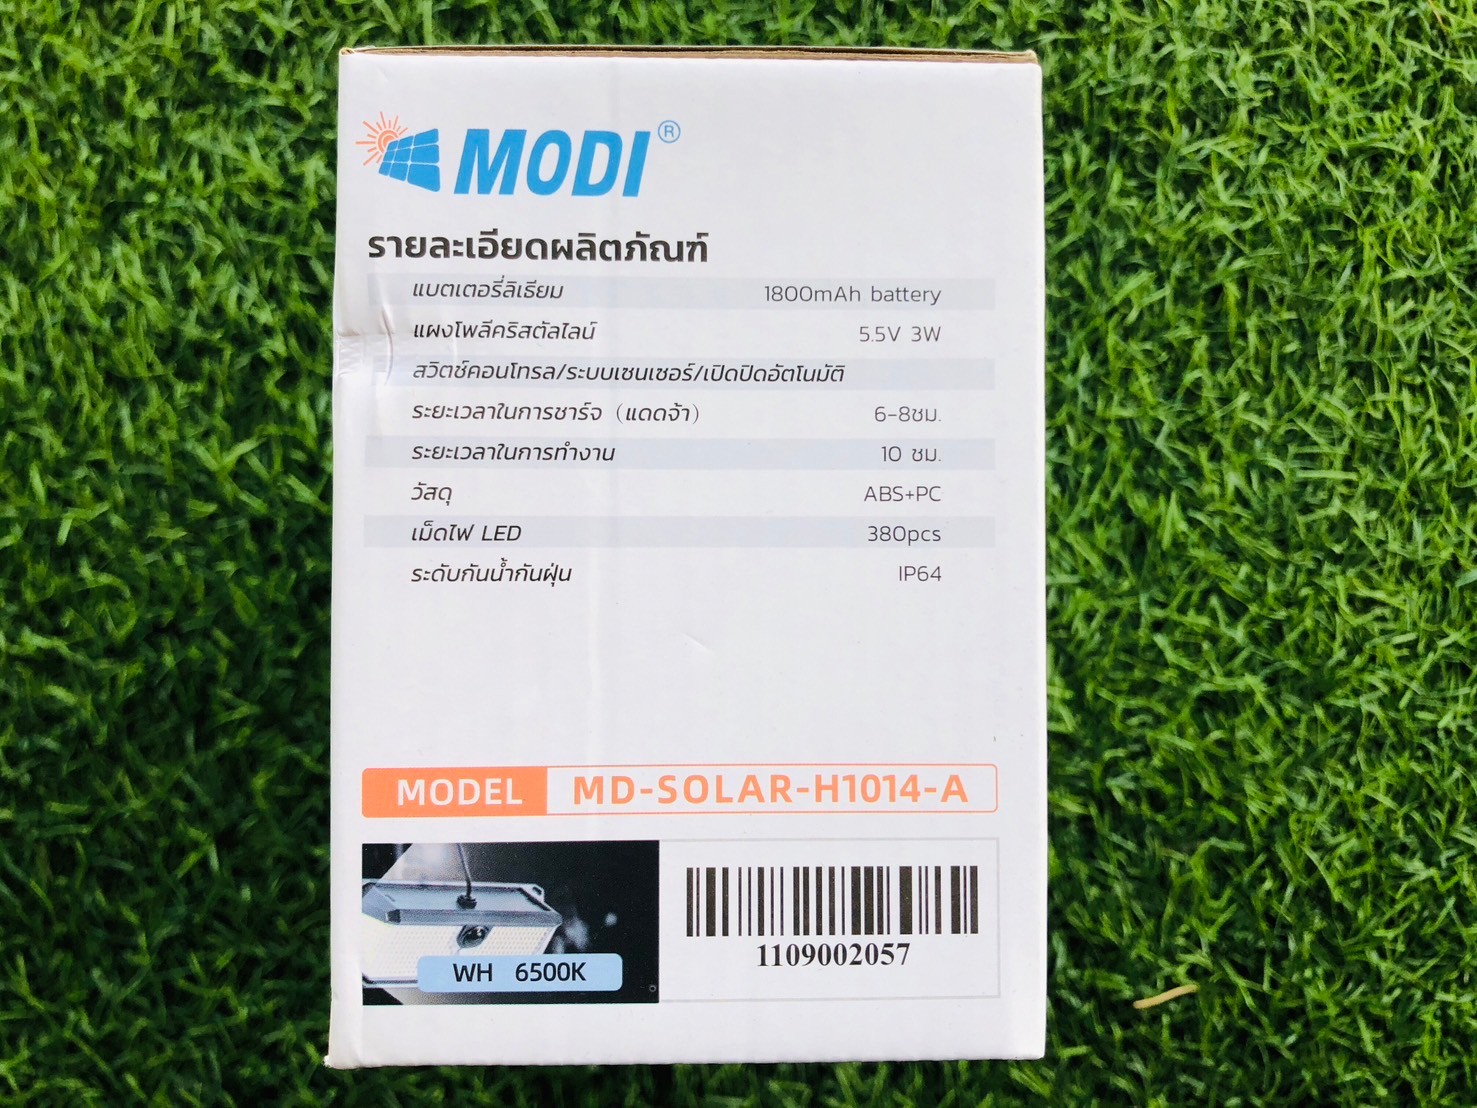 MODI®
รายละเอียดผลิตภัณฑ์
แบตเตอรี่ลิเธียม 1800mAh battery
แผงโพลีคริสตัลไลน์ 5.5V 3W
สวิตช์คอนโทรล/ระบบเซนเซอร์/เปิดปิดอัตโนมัติ
ระยะเวลาในการชาร์จ (แดดจ้า) 6-8ชม.
ระยะเวลาในการทำงาน 10 ชม.
วัสดุ ABS+PC
เม็ดไฟ LED 380pcs
ระดับกันน้ำกันฝุ่น IP64
MODEL MD-SOLAR-H1014-A
WH 6500K
1109002057